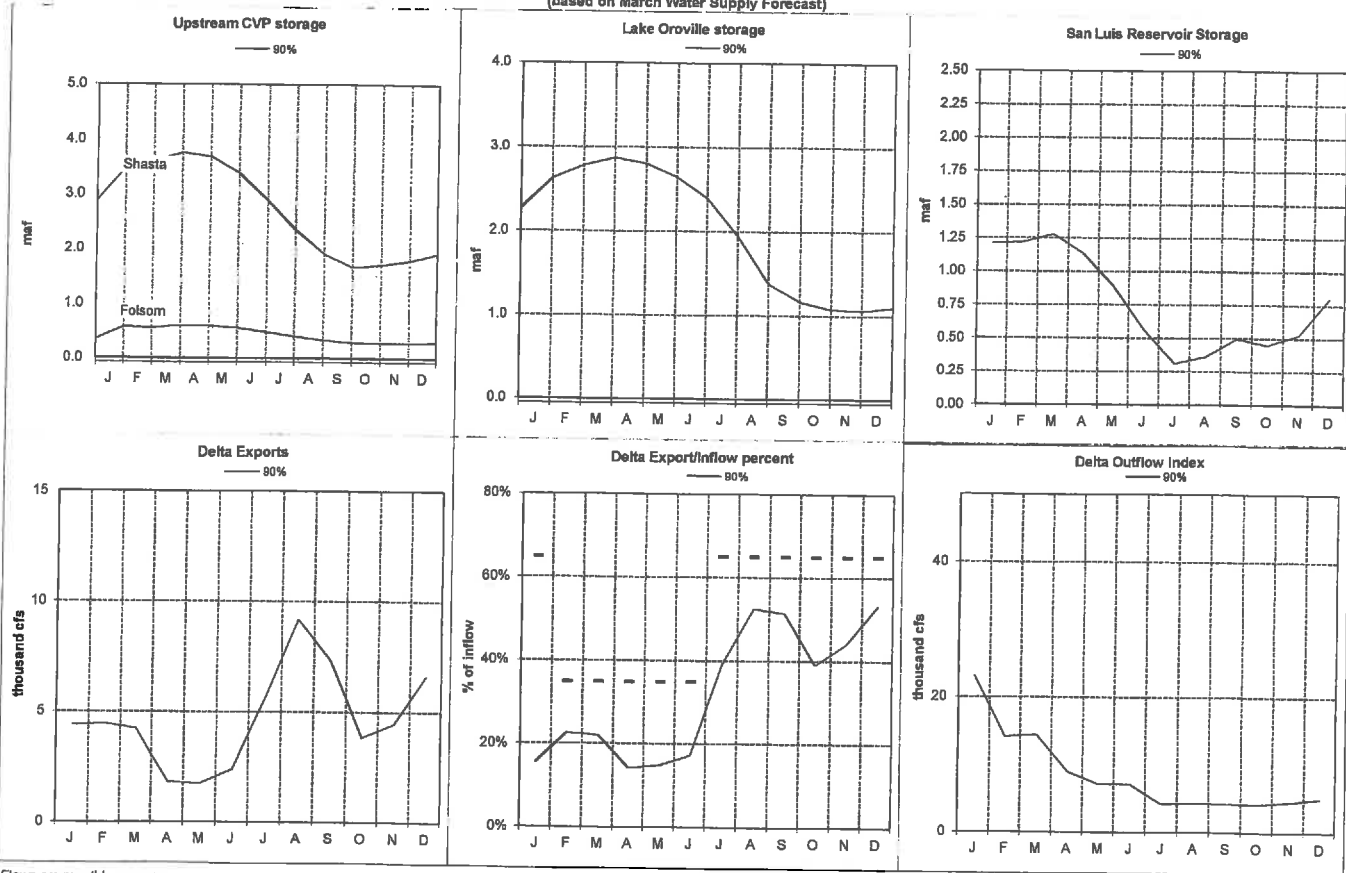 (based on March Water Supply Forecast)
Upstream CVP storage
90%
5.0
4.0
3.0
2.0
1.0
0.0
maf
Shasta
Folsom
J F M A M J J A S O N D
Lake Oroville storage
90%
4.0
3.0
2.0
1.0
0.0
maf
J F M A M J J A S O N D
San Luis Reservoir Storage
90%
2.50
2.25
2.00
1.75
1.50
1.25
1.00
0.75
0.50
0.25
0.00
maf
J F M A M J J A S O N D
Delta Exports
90%
15
10
5
0
thousand cfs
J F M A M J J A S O N D
Delta Export/Inflow percent
90%
80%
60%
40%
20%
0%
% of inflow
J F M A M J J A S O N D
Delta Outflow Index
90%
40
20
0
thousand cfs
J F M A M J J A S O N D